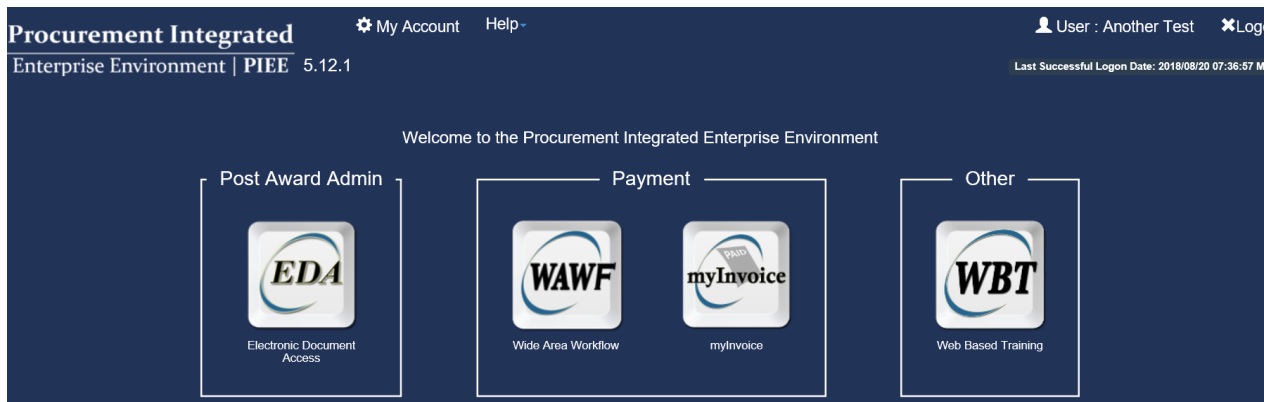 Procurement Integrated
Enterprise Environment | PIEE 5.12.1
My Account
Help
User : Another Test
Last Successful Logon Date: 2018/08/20 07:36:57
Welcome to the Procurement Integrated Enterprise Environment
Post Award Admin
EDA
Electronic Document
Access
Payment
WAWF
Wide Area Workflow
PAID
myInvoice
myInvoice
Other
WBT
Web Based Training